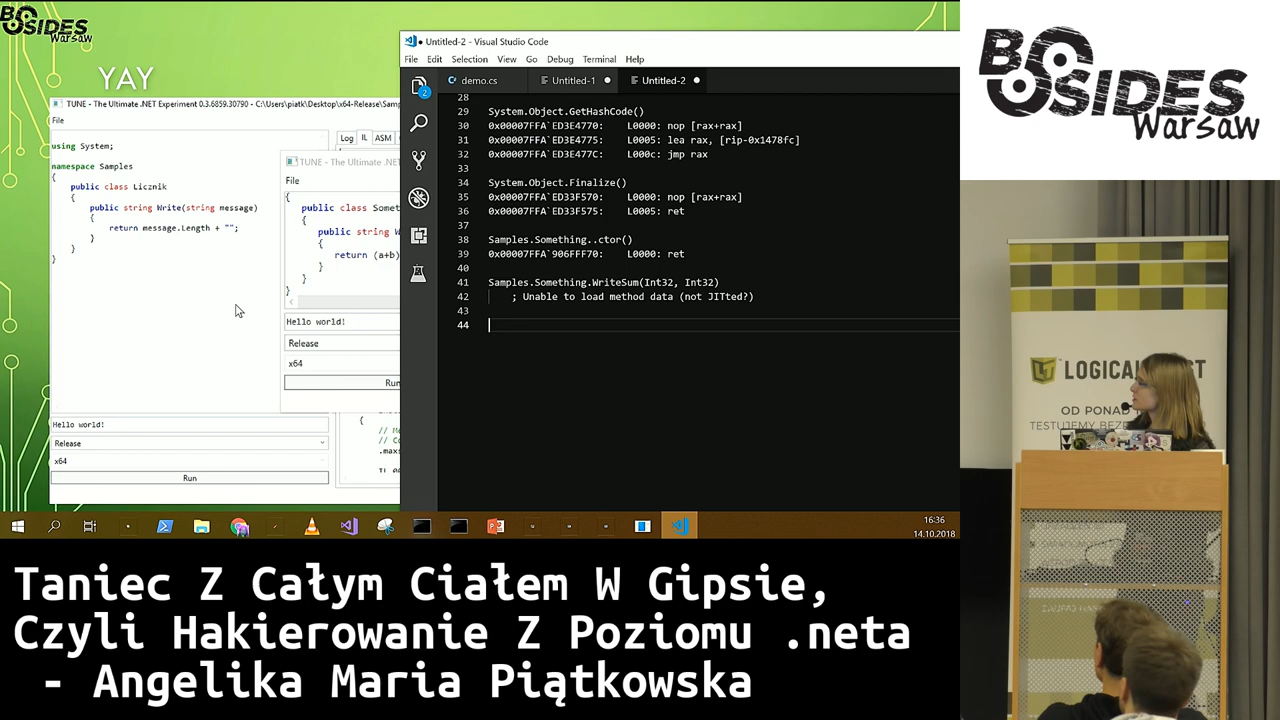 BSIDES
Warsaw
YAY
TUNE - The Ultimate .NET Experiment 0.3.6859.30790 - C:\Users\piatk\Desktop\x64-Release\Samp
File
using System;
namespace Samples
{
public class Licznik
{
public string Write(string message)
{
return message.Length + "";
}
}
}
Log IL ASM
TUNE - The Ultimate .NET
File
{
public class Somet
{
public string W
{
return (a+b)
}
}
}
Hello world!
Release
x64
Run
Hello world!
Release
x64
Run
{
// Me
// Co
.maxs
Untitled-2 - Visual Studio Code
File Edit Selection View Go Debug Terminal Help
demo.cs Untitled-1 Untitled-2
2
28
29 System.Object.GetHashCode()
30 0x00007FFA`ED3E4770: L0000: nop [rax+rax]
31 0x00007FFA`ED3E4775: L0005: lea rax, [rip-0x1478fc]
32 0x00007FFA`ED3E477C: L000c: jmp rax
33
34 System.Object.Finalize()
35 0x00007FFA`ED33F570: L0000: nop [rax+rax]
36 0x00007FFA`ED33F575: L0005: ret
37
38 Samples.Something..ctor()
39 0x00007FFA`906FFF70: L0000: ret
40
41 Samples.Something.WriteSum(Int32, Int32)
42 ; Unable to load method data (not JITted?)
43
44
16:36
14.10.2018
BSIDES
Warsaw
OD PONAD
Taniec Z Całym Ciałem W Gipsie,
Czyli Hakierowanie Z Poziomu .neta
- Angelika Maria Piątkowska